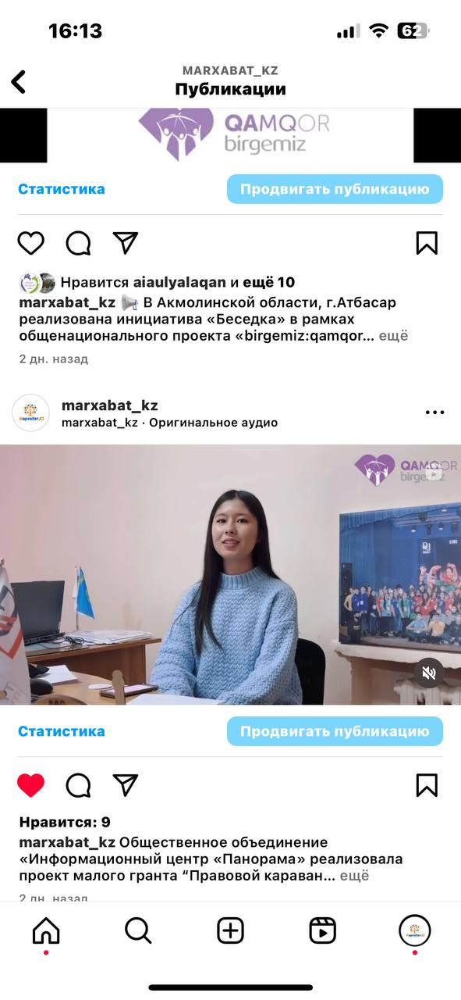 16:13
62
MARXABAT_KZ
Публикации
QAMQOR
birgemiz
Статистика
Продвигать публикацию
Нравится aiaulyalaqan и ещё 10
marxabat_kz 📢 В Акмолинской области, г.Атбасар
реализована инициатива «Беседка» в рамках
общенационального проекта «birgemiz:qamqor... ещё
2 дн. назад
marxabat_kz
marxabat_kz · Оригинальное аудио
QAMQOR
birgemiz
Статистика
Продвигать публикацию
Нравится: 9
marxabat_kz Общественное объединение
«Информационный центр «Панорама» реализовала
проект малого гранта “Правовой караван... ещё
2 дн. назад